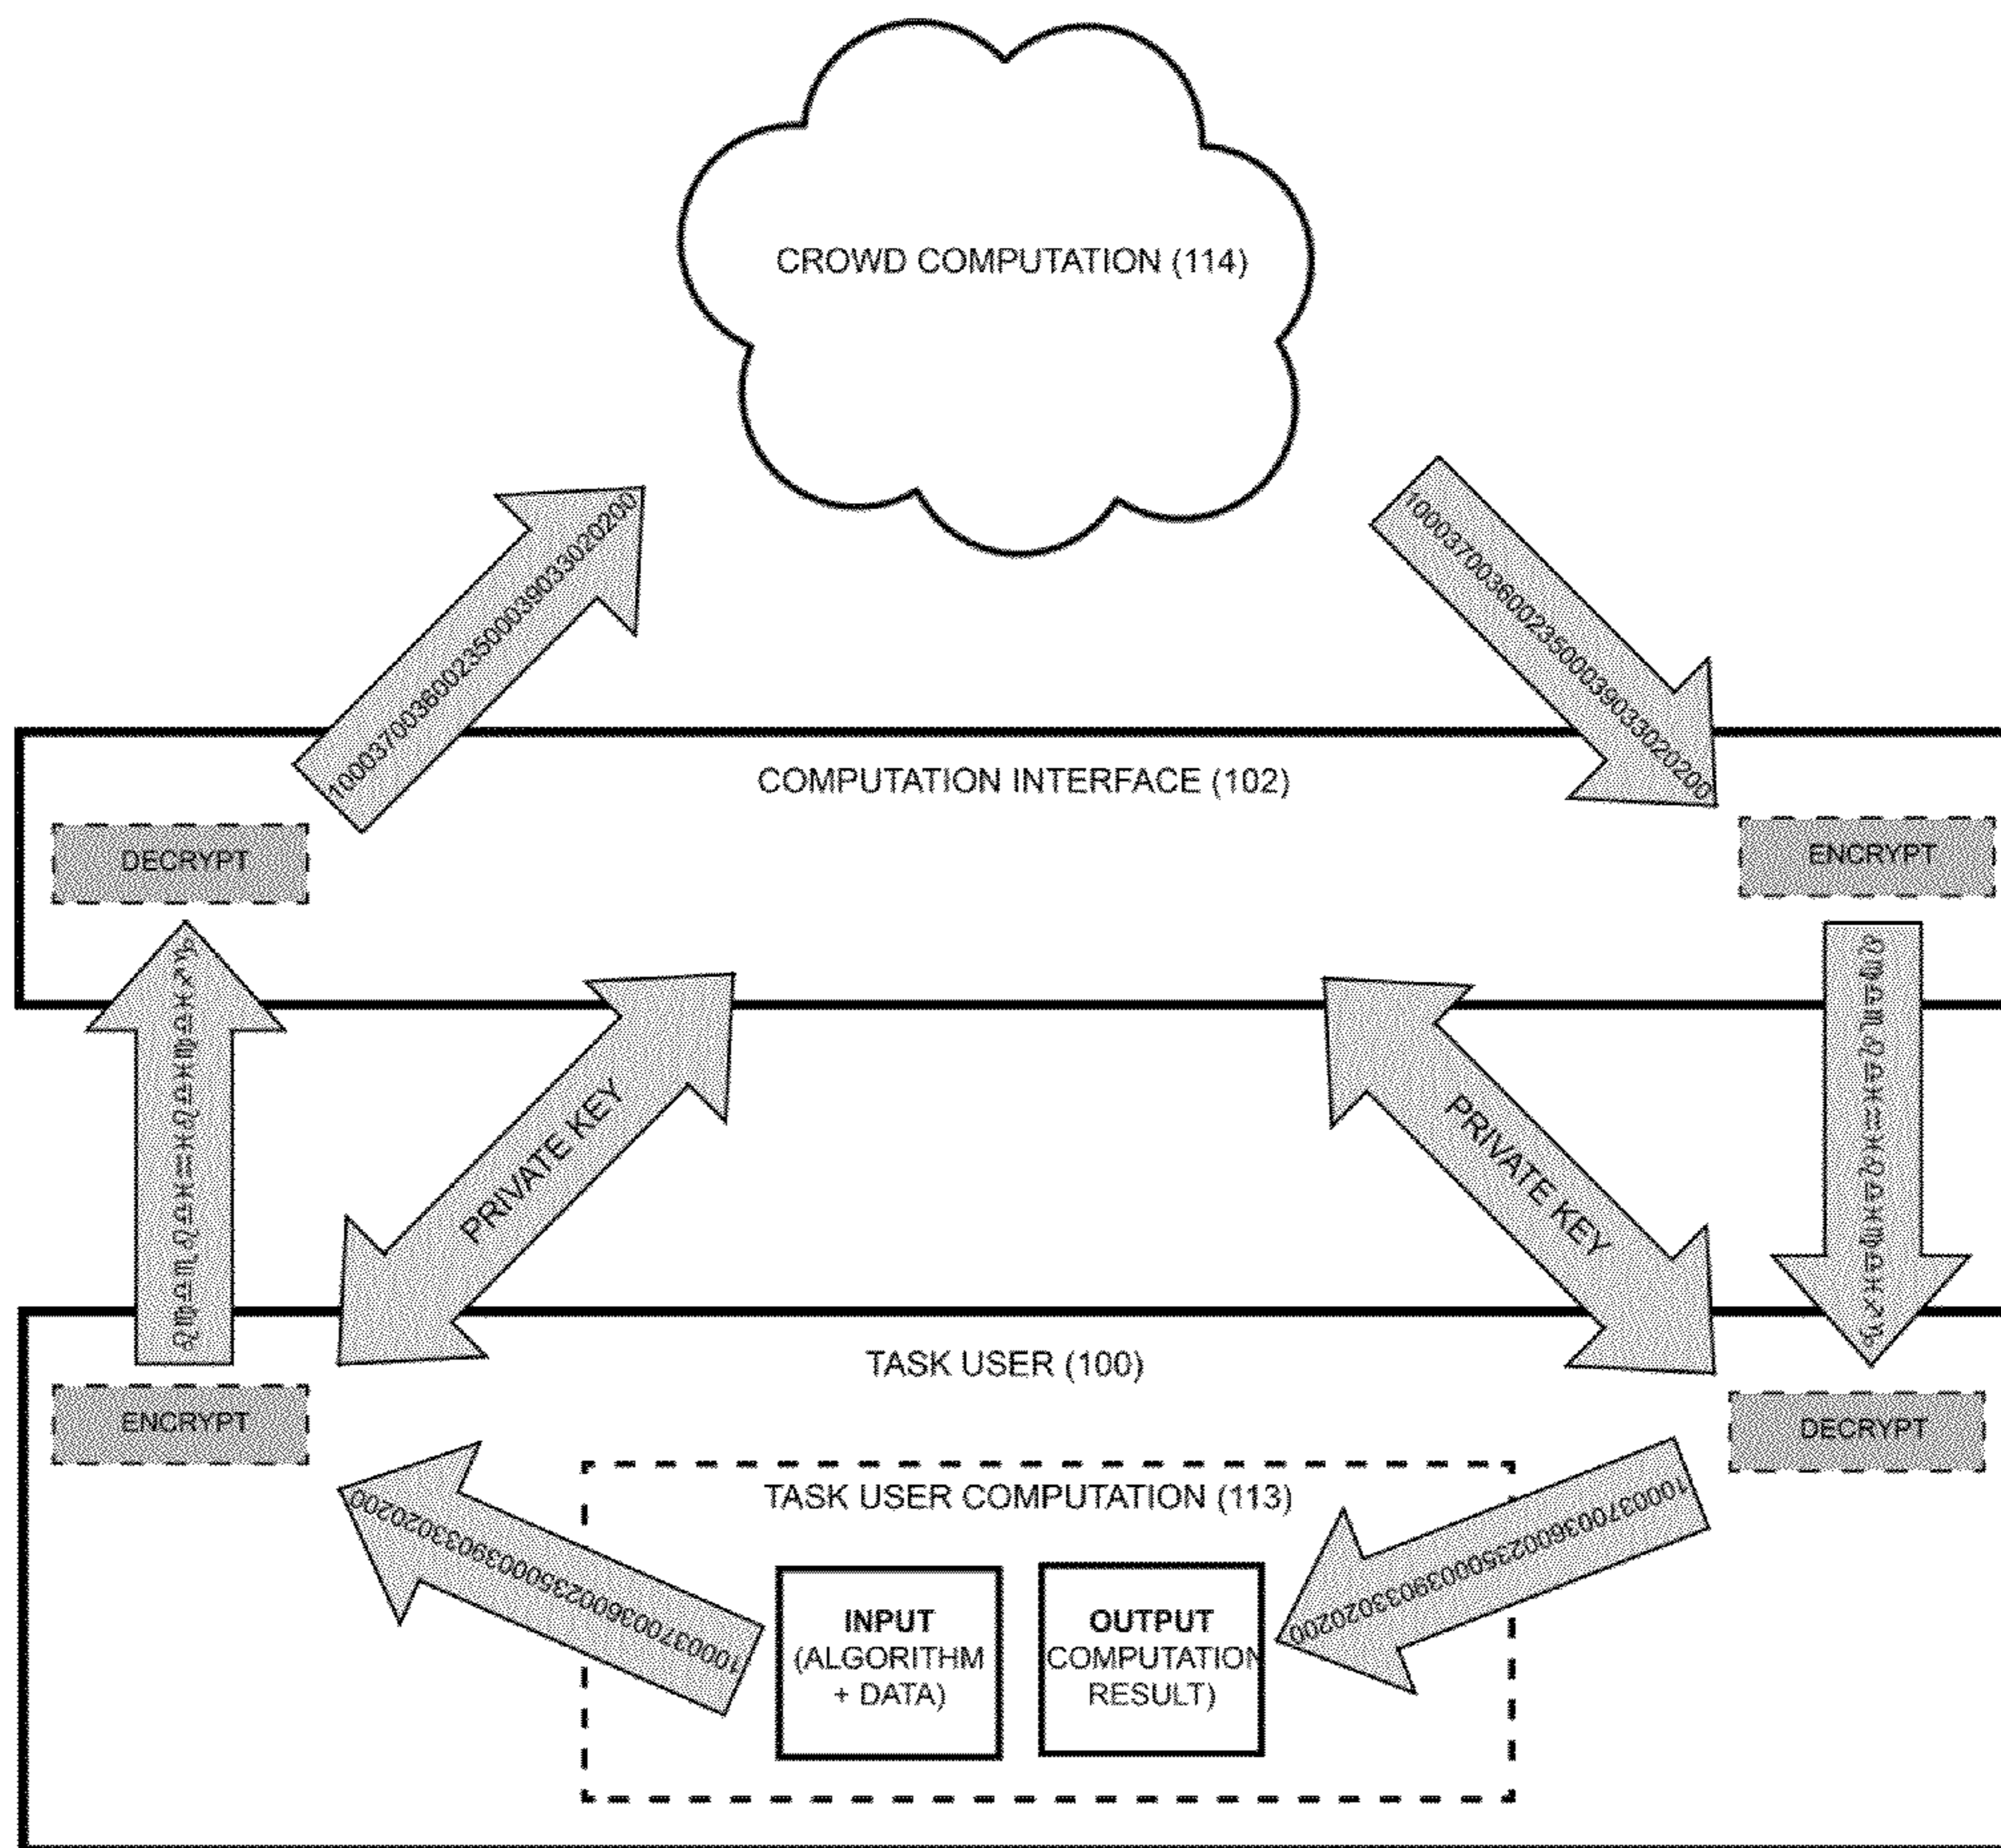 CROWD COMPUTATION (114)
10003700360023500039033020200
10003700360023500039033020200
COMPUTATION INTERFACE (102)
DECRYPT
ENCRYPT
PRIVATE KEY
PRIVATE KEY
TASK USER (100)
ENCRYPT
DECRYPT
TASK USER COMPUTATION (113)
10003700360023500039033020200
10003700360023500039033020200
INPUT
(ALGORITHM
+ DATA)
OUTPUT
COMPUTATION
RESULT)